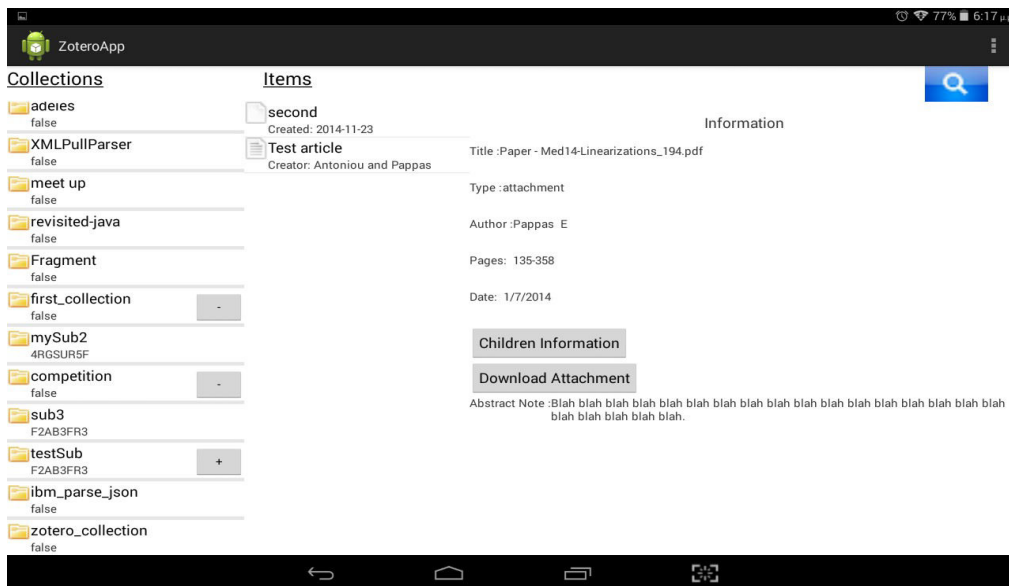 77% 6:17 μμ
ZoteroApp
Collections
adeies
false
XMLPullParser
false
meet up
false
revisited-java
false
Fragment
false
first_collection
false
-
mySub2
4RGSUR5F
competition
false
-
sub3
F2AB3FR3
testSub
F2AB3FR3
+
ibm_parse_json
false
zotero_collection
false
Items
second
Created: 2014-11-23
Test article
Creator: Antoniou and Pappas
Information
Title :Paper - Med14-Linearizations_194.pdf
Type :attachment
Author :Pappas E
Pages: 135-358
Date: 1/7/2014
Children Information
Download Attachment
Abstract Note :Blah blah blah blah blah blah blah blah blah blah blah blah blah blah blah blah blah
blah blah blah blah blah.